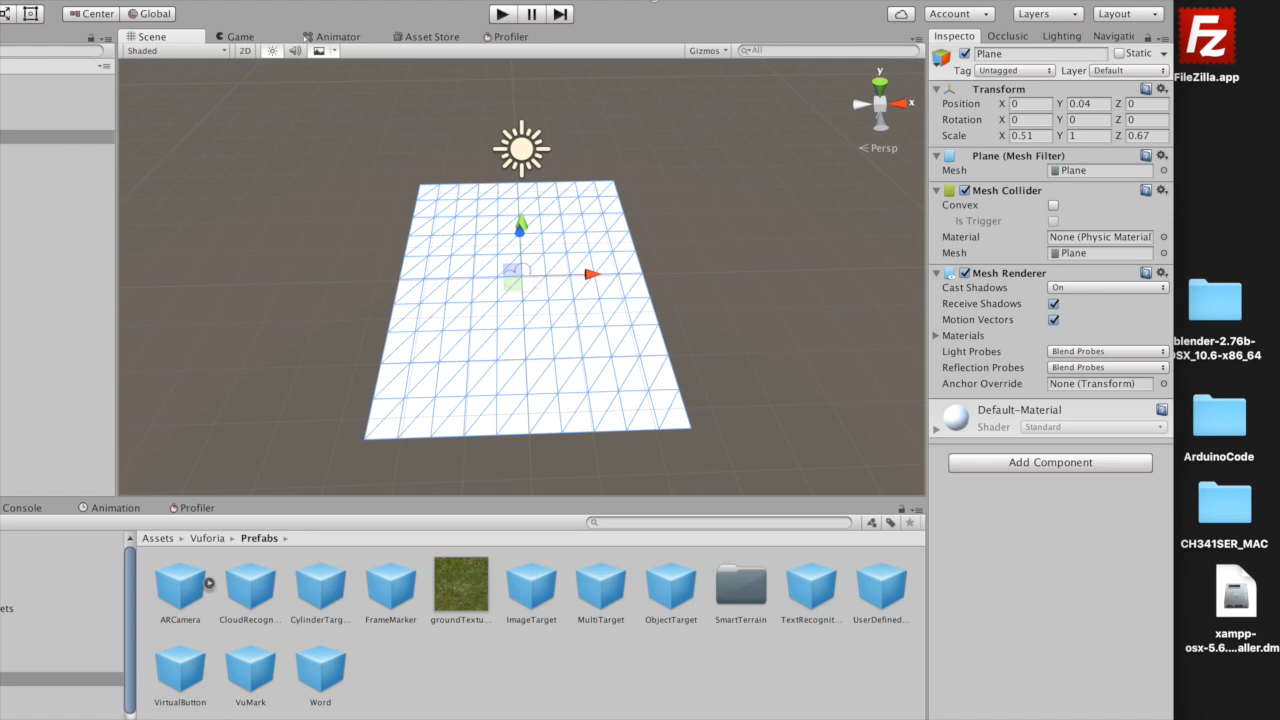 Center Global Account Layers Layout
Scene Game Animator Asset Store Profiler
Shaded 2D Gizmos All
y
x
Persp
Inspecto Occlusic Lighting Navigatic
Plane Static
Tag Untagged Layer Default
Transform
Position X 0 Y 0.04 Z 0
Rotation X 0 Y 0 Z 0
Scale X 0.51 Y 1 Z 0.67
Plane (Mesh Filter)
Mesh Plane
Mesh Collider
Convex
Is Trigger
Material None (Physic Material
Mesh Plane
Mesh Renderer
Cast Shadows On
Receive Shadows
Motion Vectors
Materials
Light Probes Blend Probes
Reflection Probes Blend Probes
Anchor Override None (Transform)
Default-Material
Shader Standard
Add Component
Console Animation Profiler
Assets Vuforia Prefabs
ets
ARCamera CloudRecogn... CylinderTarg... FrameMarker groundTextu... ImageTarget MultiTarget ObjectTarget SmartTerrain TextRecognit... UserDefined...
VirtualButton VuMark Word
Fz
FileZilla.app
blender-2.76b-
OSX_10.6-x86_64
ArduinoCode
CH341SER_MAC
xampp-
osx-5.6....aller.dm